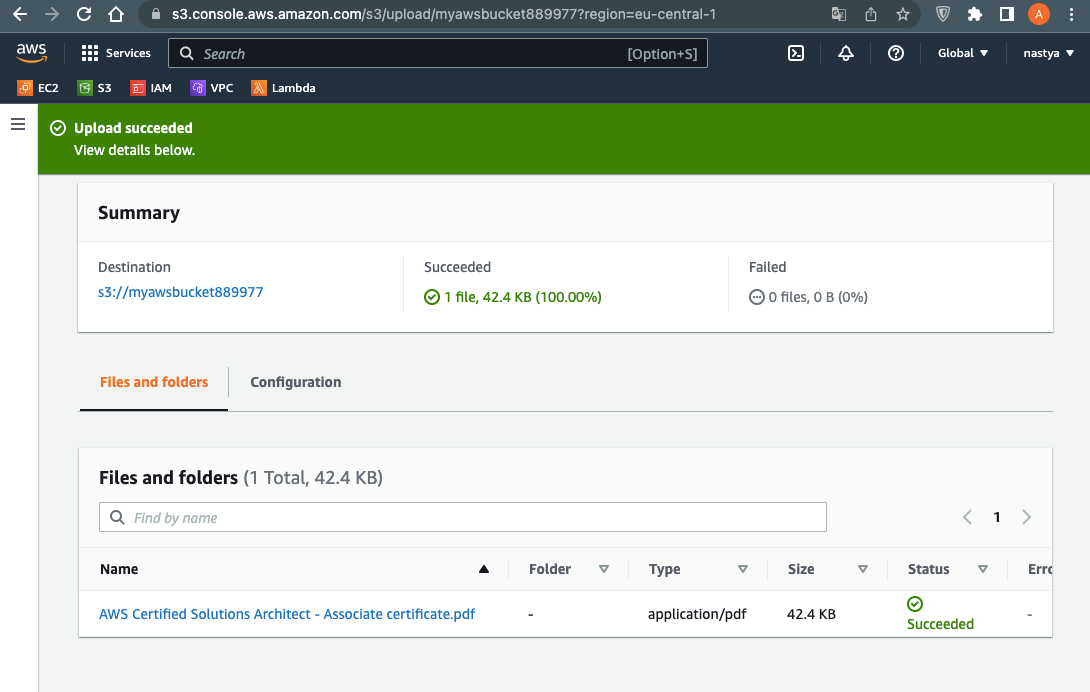 s3.console.aws.amazon.com/s3/upload/myawsbucket889977?region=eu-central-1
A
aws Services Search [Option+S] Global nastya
EC2 S3 IAM VPC Lambda
Upload succeeded
View details below.
Summary
Destination Succeeded Failed
s3://myawsbucket889977 1 file, 42.4 KB (100.00%) 0 files, 0 B (0%)
Files and folders Configuration
Files and folders (1 Total, 42.4 KB)
Find by name 1
Name Folder Type Size Status Erro
AWS Certified Solutions Architect - Associate certificate.pdf - application/pdf 42.4 KB Succeeded -